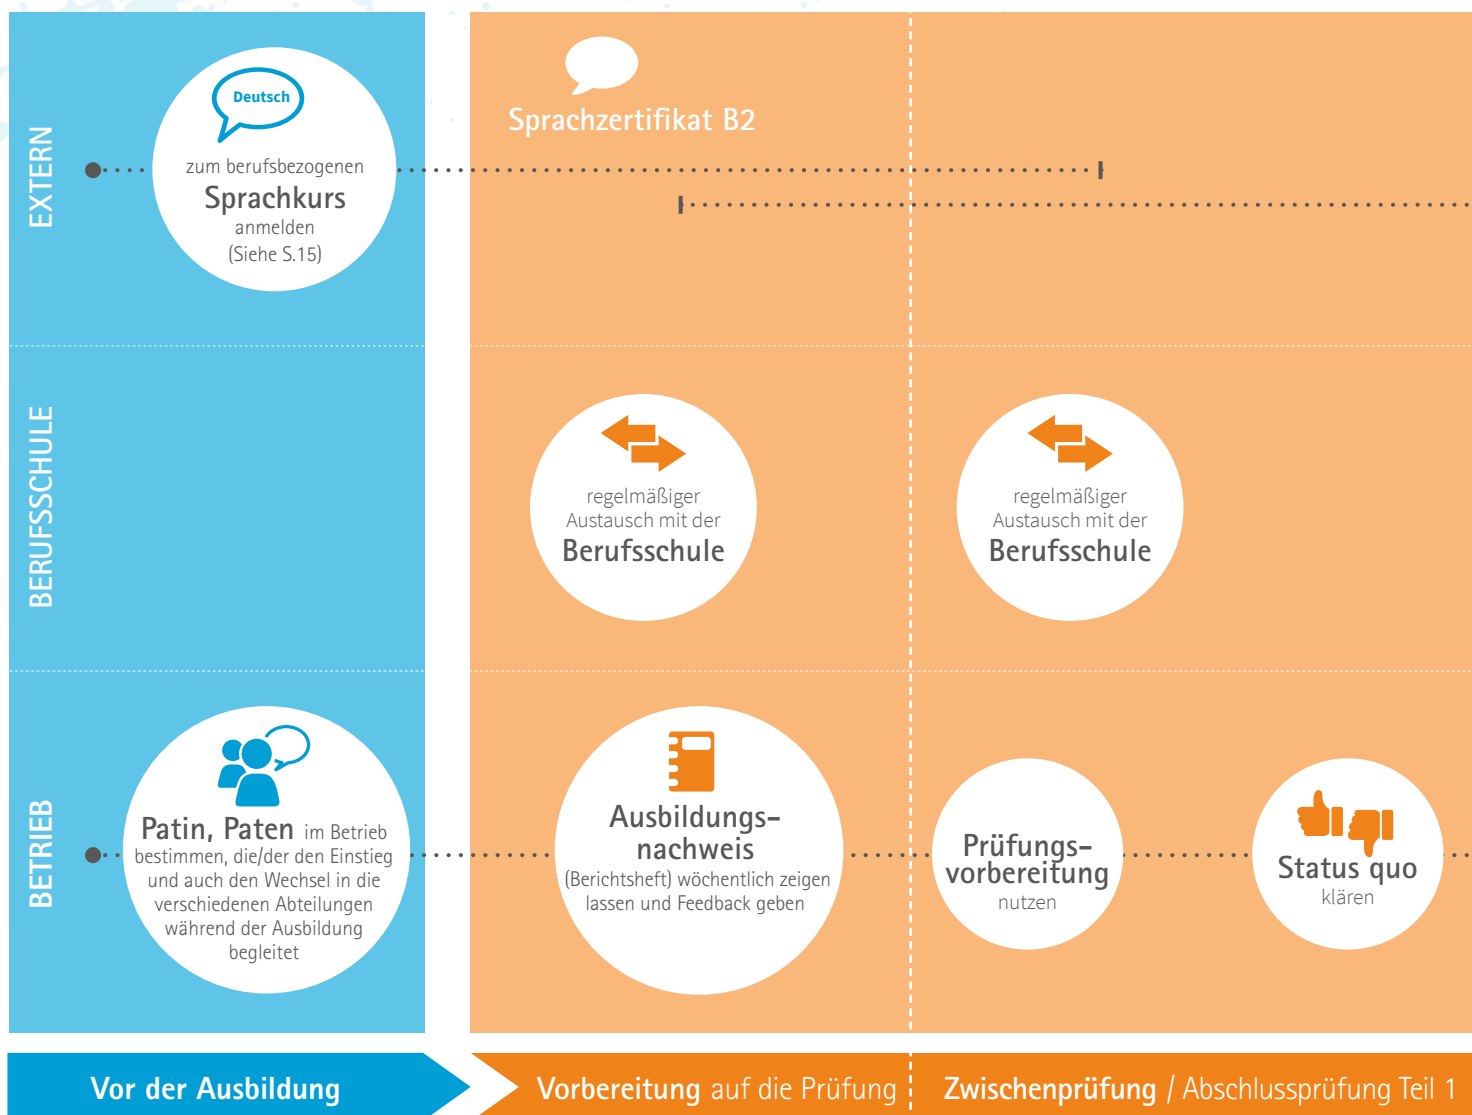 EXTERN
Deutsch
zum berufsbezogenen
Sprachkurs
anmelden
(Siehe S.15)
Sprachzertifikat B2
BERUFSSCHULE
regelmäßiger
Austausch mit der
Berufsschule
regelmäßiger
Austausch mit der
Berufsschule
BETRIEB
Patin, Paten im Betrieb
bestimmen, die/der den Einstieg
und auch den Wechsel in die
verschiedenen Abteilungen
während der Ausbildung
begleitet
Ausbildungs-
nachweis
(Berichtsheft) wöchentlich zeigen
lassen und Feedback geben
Prüfungs-
vorbereitung
nutzen
Status quo
klären
Vor der Ausbildung
Vorbereitung auf die Prüfung
Zwischenprüfung / Abschlussprüfung Teil 1